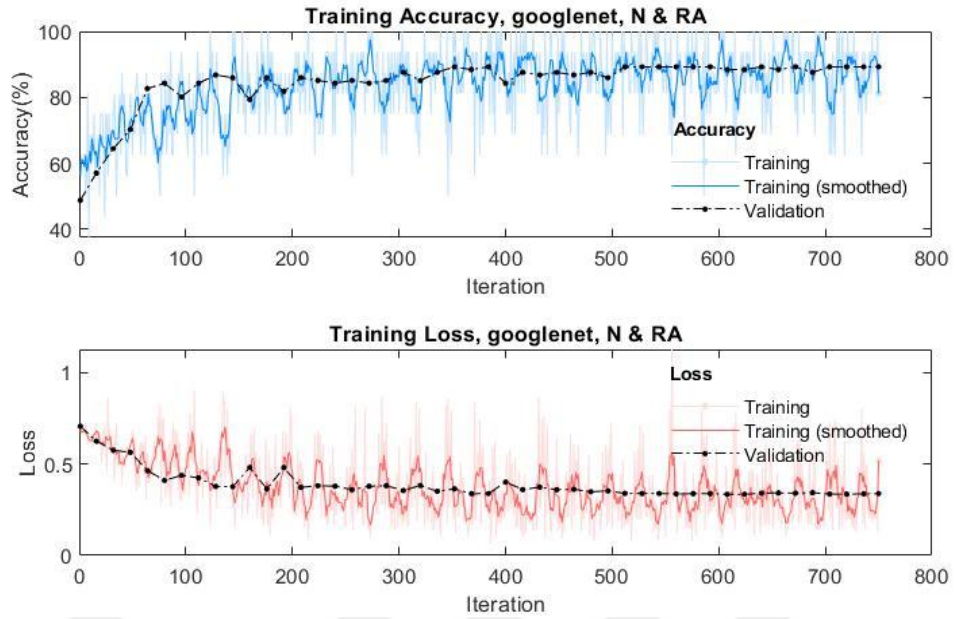 Training Accuracy, googlenet, N & RA
100
80
60
40
Accuracy(%)
Accuracy
Training
Training (smoothed)
Validation
0 100 200 300 400 500 600 700 800
Iteration
Training Loss, googlenet, N & RA
1
0.5
0
Loss
Loss
Training
Training (smoothed)
Validation
0 100 200 300 400 500 600 700 800
Iteration